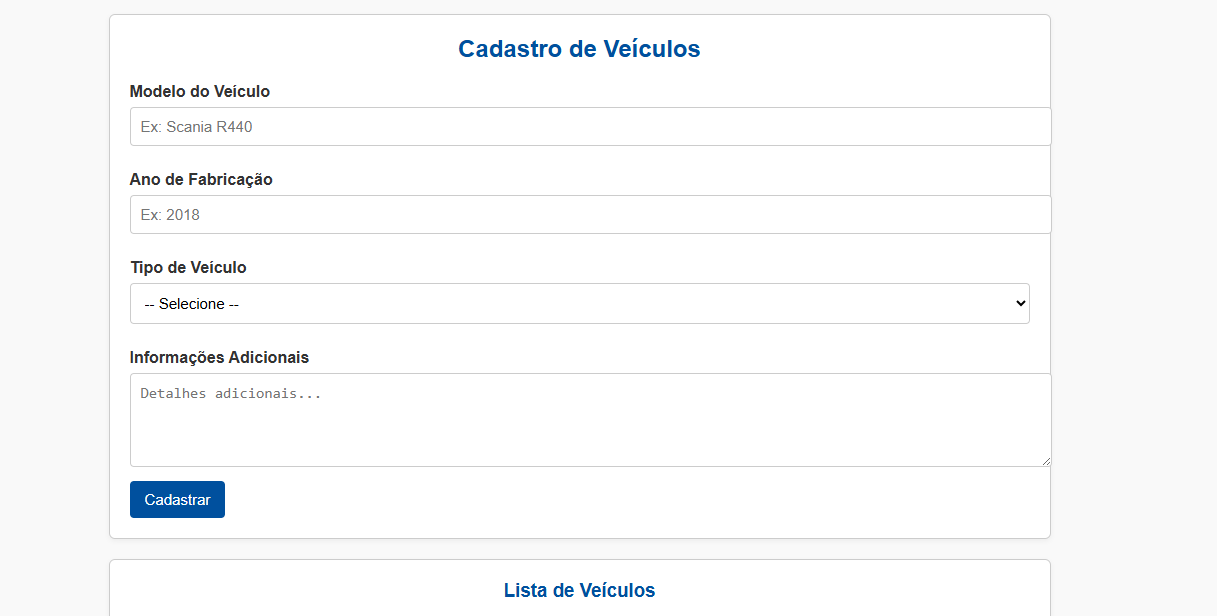 Cadastro de Veículos
Modelo do Veículo
Ex: Scania R440
Ano de Fabricação
Ex: 2018
Tipo de Veículo
-- Selecione --
Informações Adicionais
Detalhes adicionais...
Cadastrar
Lista de Veículos